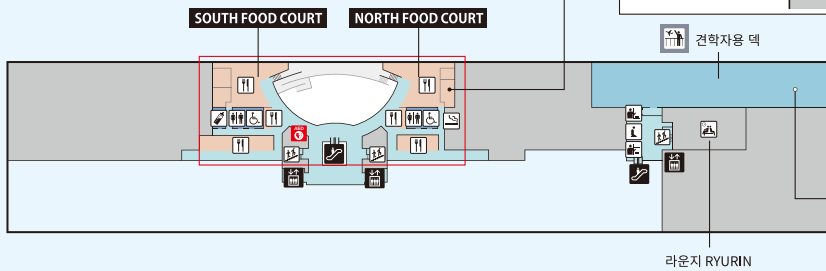 SOUTH FOOD COURT
NORTH FOOD COURT
견학자용 덱
AED
라운지 RYURIN